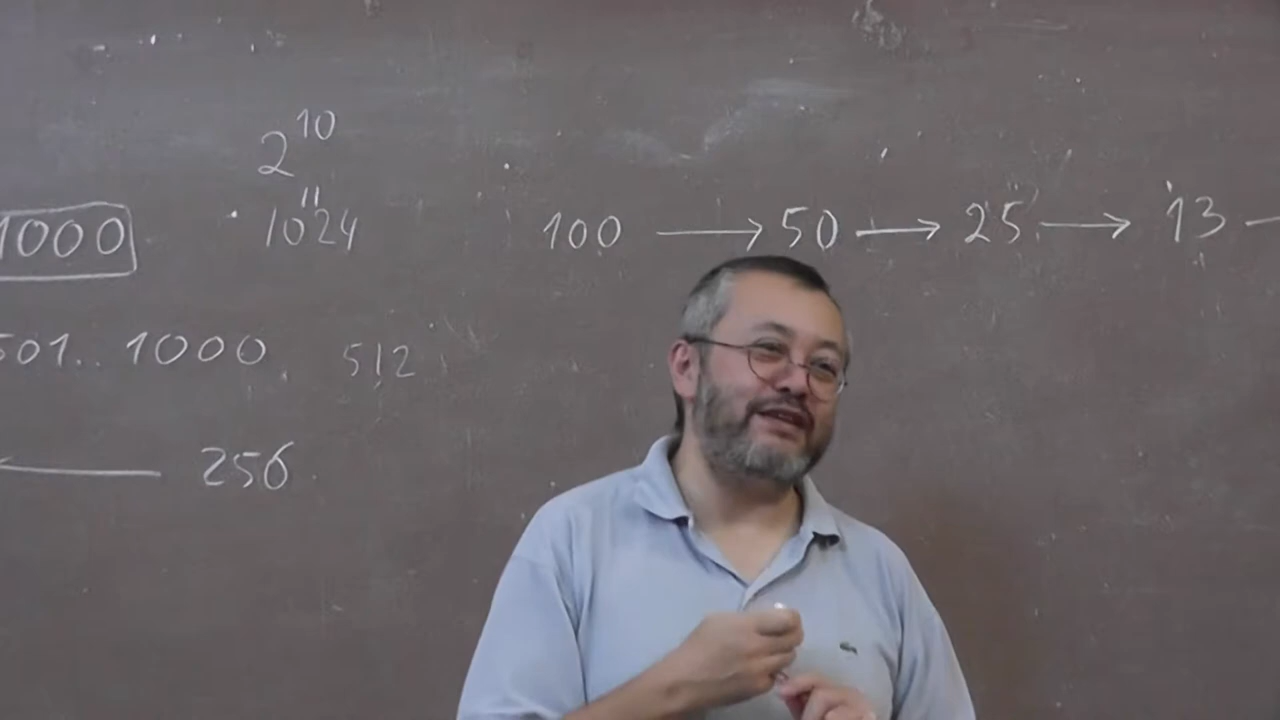 2^10
"
1000 1024 100 → 50 → 25 → 13 —
501.. 1000 512
← 256